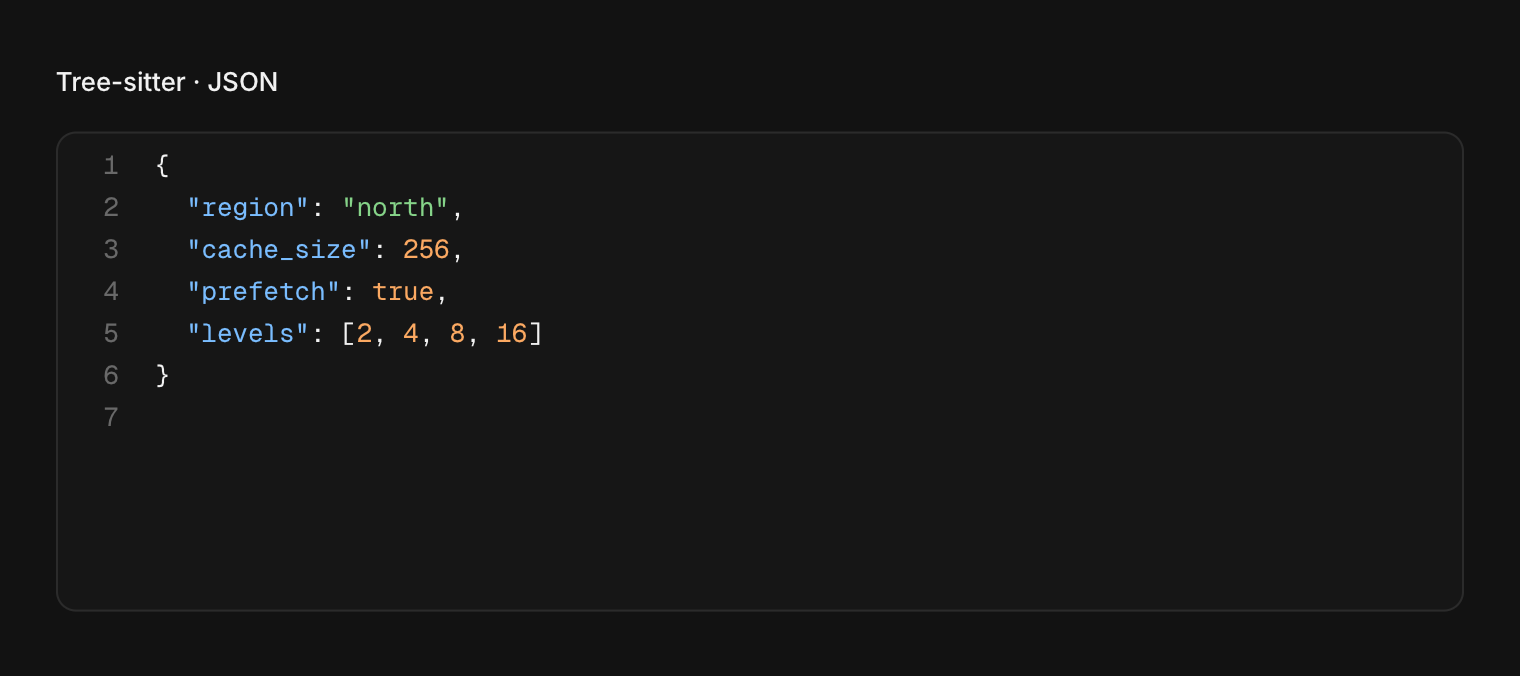 Tree-sitter · JSON
1 {
2   "region": "north",
3   "cache_size": 256,
4   "prefetch": true,
5   "levels": [2, 4, 8, 16]
6 }
7